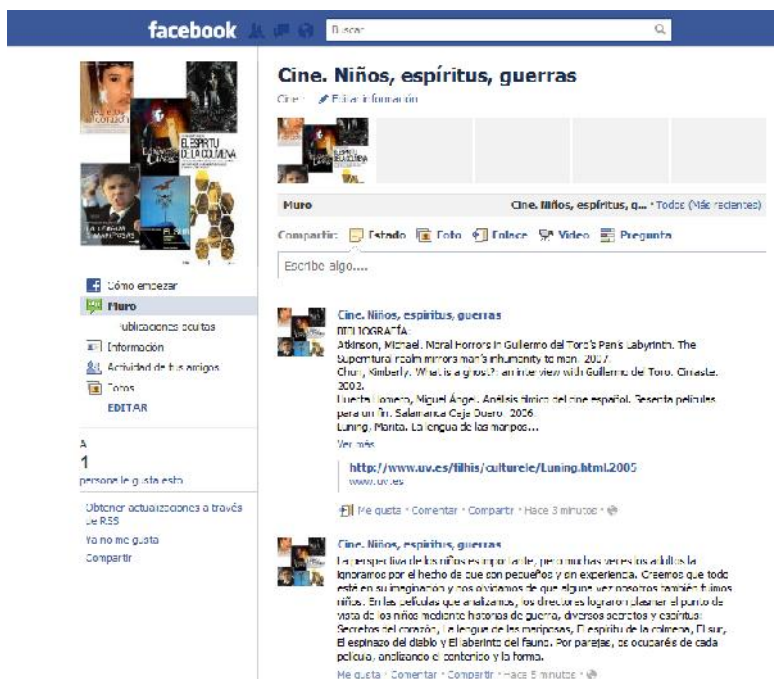 facebook
Buscar
Cine. Niños, espíritus, guerras
Cine · Editar información
EL ESPIRITU
DE LA COLMENA
LA LENGUA
MARIPOSAS
EL SUR
Muro Cine. Niños, espíritus, g... · Todos (Más recientes)
Compartir: Estado Foto Enlace Video Pregunta
Escribe algo....
Cómo empezar
Muro
Publicaciones ocultas
Información
Actividad de tus amigos
Fotos
EDITAR
A
1
persona le gusta esto
Obtener actualizaciones a través
de RSS
Ya no me gusta
Compartir
Cine. Niños, espíritus, guerras
BIBLIOGRAFÍA:
Atkinson, Michael. Moral Horrors in Guillermo del Toro's Pan's Labyrinth. The
Supernatural realm mirrors man's inhumanity to man. 2007.
Chun, Kimberly. What is a ghost?: an interview with Guillermo del Toro. Cineaste.
2002.
Huerta Floriano, Miguel Ángel. Análisis fílmico del cine español. Sesenta películas
para un fin. Salamanca Caja Duero. 2006.
Luning, Marita. La lengua de las maripos...
Ver más
http://www.uv.es/filhis/culturele/Luning.html.2005
www.uv.es
Me gusta · Comentar · Compartir · Hace 3 minutos ·
Cine. Niños, espíritus, guerras
La perspectiva de los niños es importante, pero muchas veces los adultos la
ignoramos por el hecho de que son pequeños y sin experiencia. Creemos que todo
está en su imaginación y nos olvidamos de que alguna vez nosotros también fuimos
niños. En las películas que analizamos, los directores lograron plasmar el punto de
vista de los niños mediante historias de guerra, diversos secretos y espíritus:
Secretos del corazón, La lengua de las mariposas, El espíritu de la colmena, El sur,
El espinazo del diablo y El laberinto del fauno. Por parejas, os ocuparéis de cada
película, analizando el contenido y la forma.
Me gusta · Comentar · Compartir · Hace 5 minutos ·